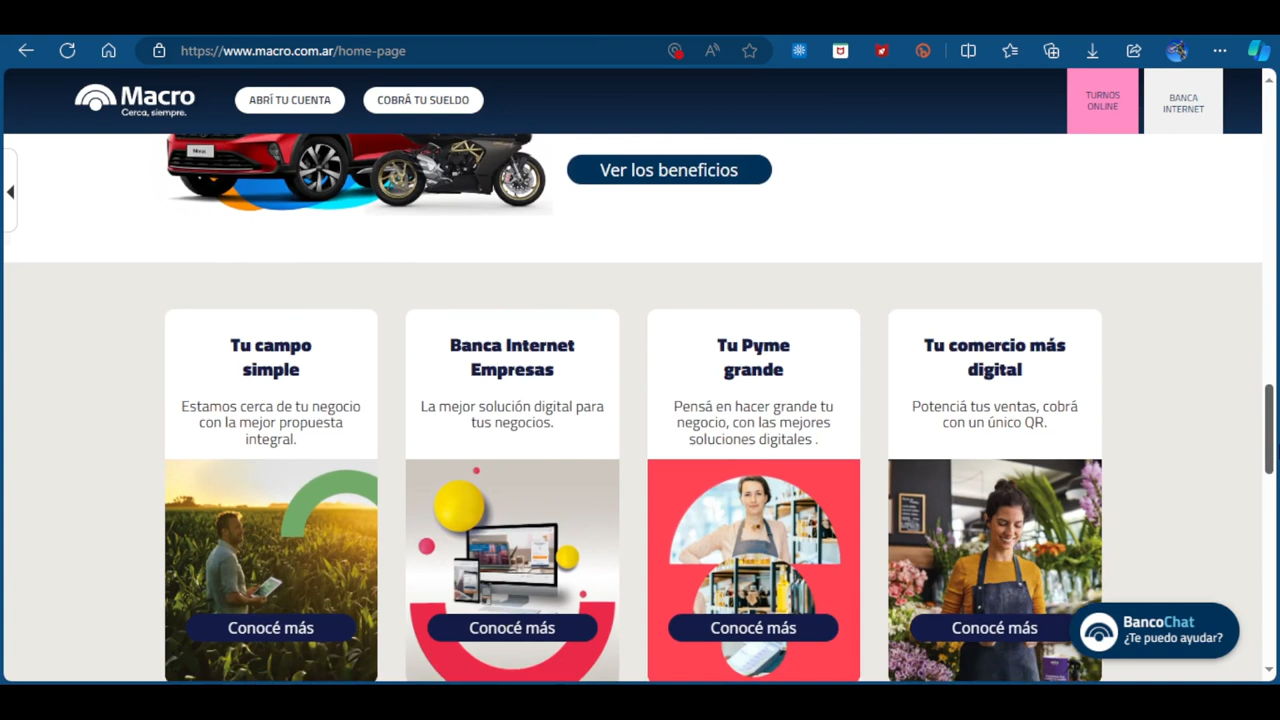 https://www.macro.com.ar/home-page
Macro
Cerca, siempre.
ABRÍ TU CUENTA
COBRÁ TU SUELDO
TURNOS
ONLINE
BANCA
INTERNET
Ver los beneficios
Tu campo
simple
Estamos cerca de tu negocio
con la mejor propuesta
integral.
Conocé más
Banca Internet
Empresas
La mejor solución digital para
tus negocios.
Conocé más
Tu Pyme
grande
Pensá en hacer grande tu
negocio, con las mejores
soluciones digitales .
Conocé más
Tu comercio más
digital
Potenciá tus ventas, cobrá
con un único QR.
Conocé más
BancoChat
¿Te puedo ayudar?